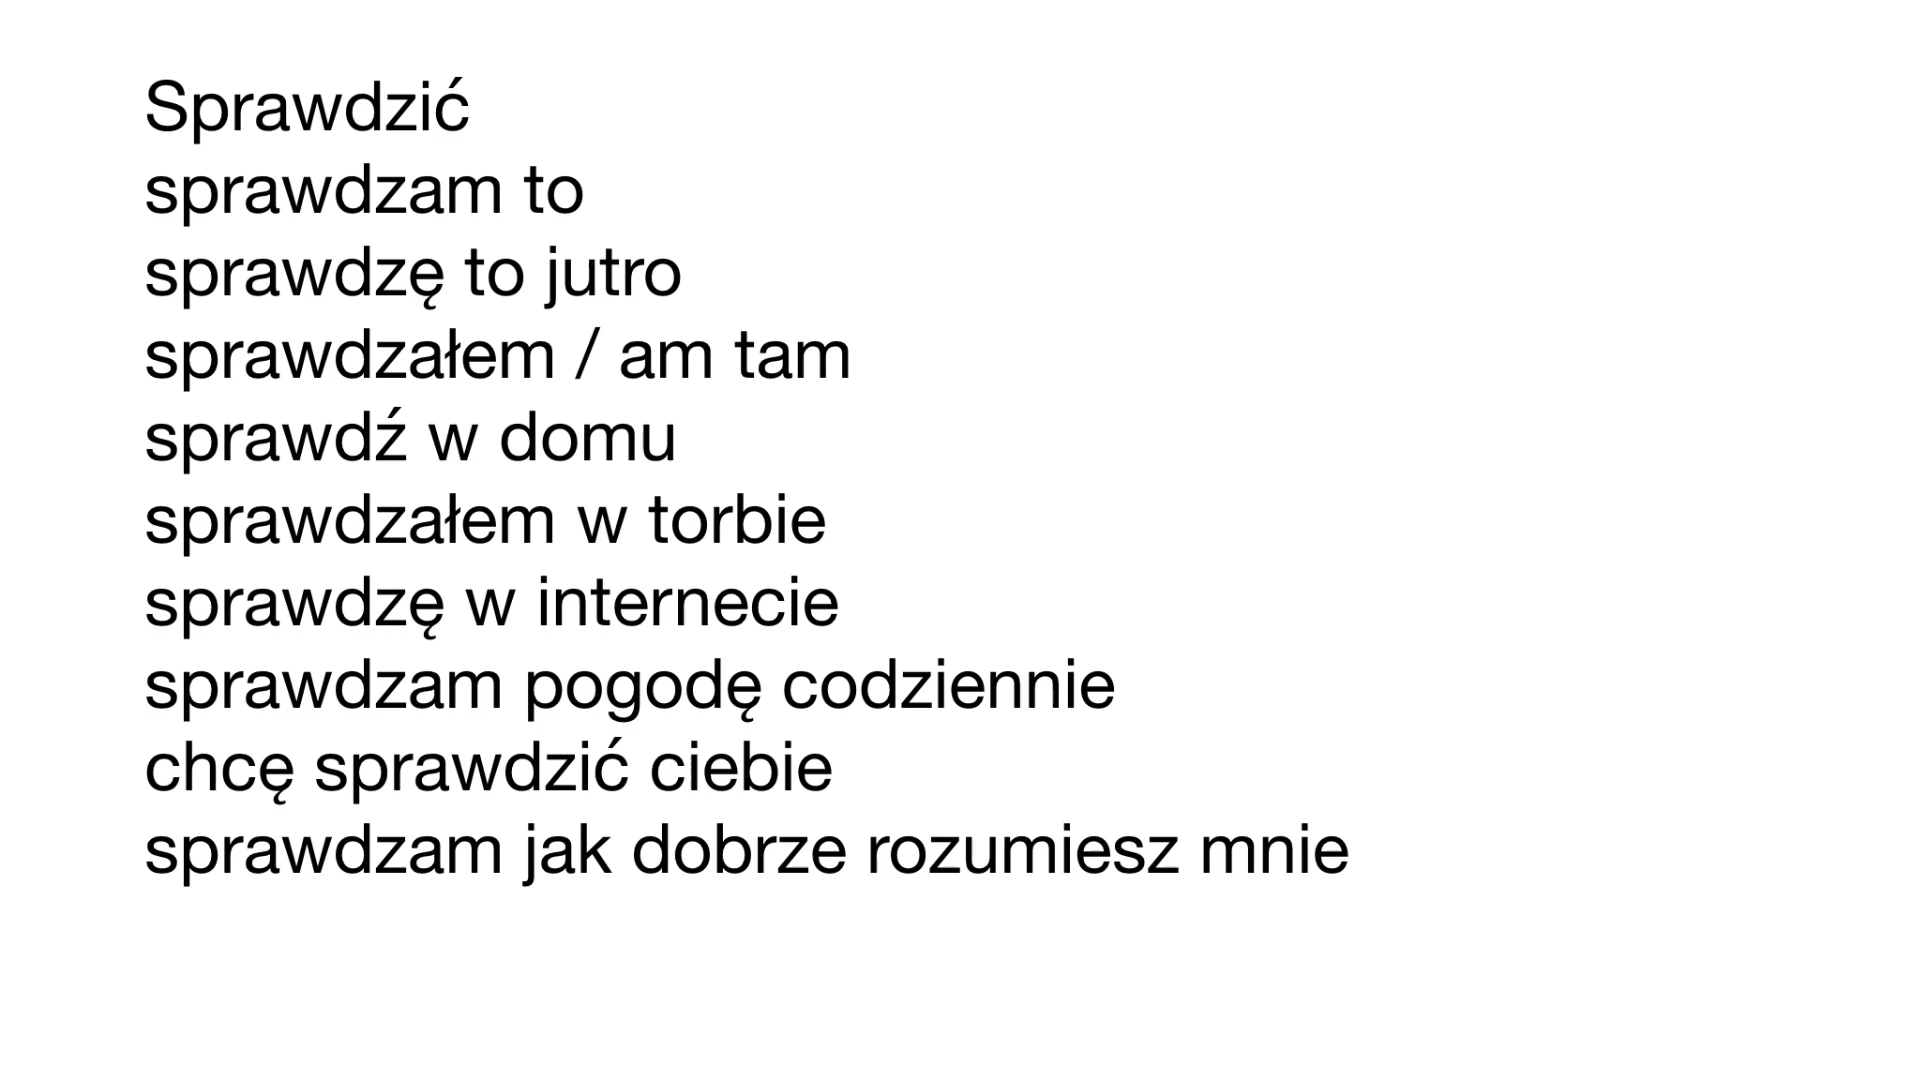 Sprawdzić
sprawdzam to
sprawdzę to jutro
sprawdzałem / am tam
sprawdź w domu
sprawdzałem w torbie
sprawdzę w internecie
sprawdzam pogodę codziennie
chcę sprawdzić ciebie
sprawdzam jak dobrze rozumiesz mnie